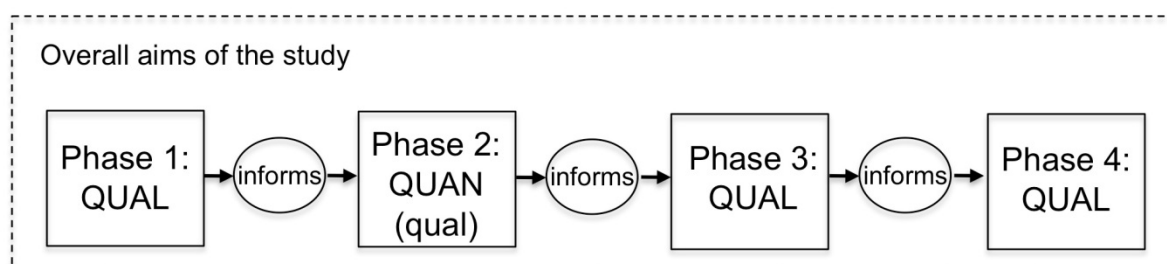 Overall aims of the study
Phase 1:
QUAL
informs
Phase 2:
QUAN
(qual)
informs
Phase 3:
QUAL
informs
Phase 4:
QUAL